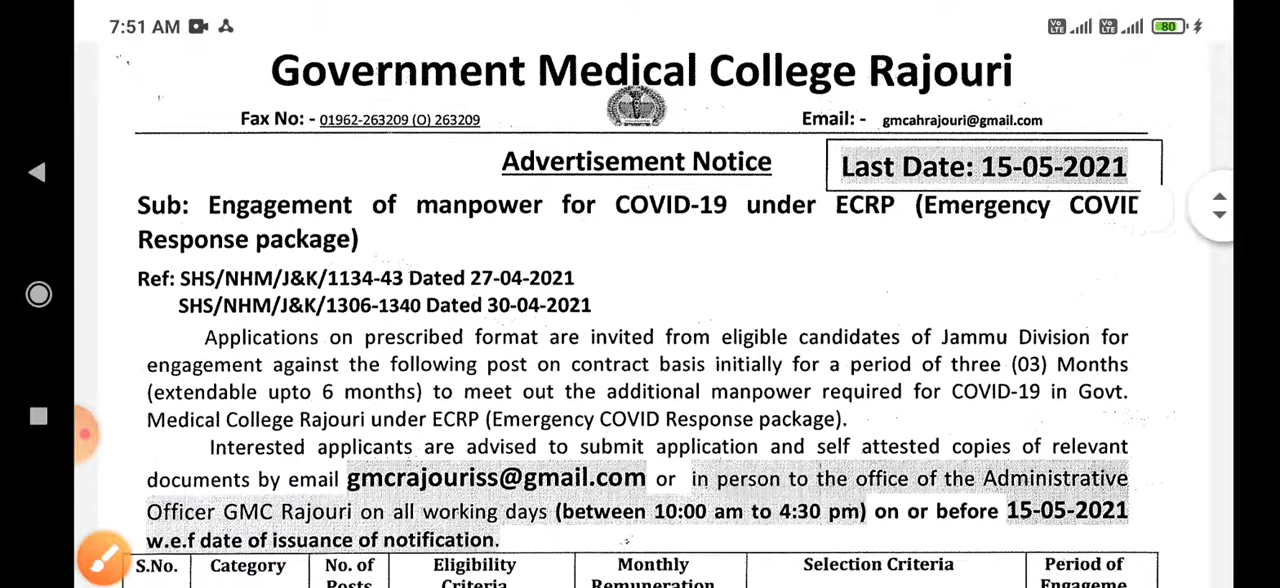 7:51 AM
80
Government Medical College Rajouri
Fax No: - 01962-263209 (O) 263209 Email: - gmcahrajouri@gmail.com
Advertisement Notice
Last Date: 15-05-2021
Sub: Engagement of manpower for COVID-19 under ECRP (Emergency COVID
Response package)
Ref: SHS/NHM/J&K/1134-43 Dated 27-04-2021
SHS/NHM/J&K/1306-1340 Dated 30-04-2021
Applications on prescribed format are invited from eligible candidates of Jammu Division for
engagement against the following post on contract basis initially for a period of three (03) Months
(extendable upto 6 months) to meet out the additional manpower required for COVID-19 in Govt.
Medical College Rajouri under ECRP (Emergency COVID Response package).
Interested applicants are advised to submit application and self attested copies of relevant
documents by email gmcrajouriss@gmail.com or in person to the office of the Administrative
Officer GMC Rajouri on all working days (between 10:00 am to 4:30 pm) on or before 15-05-2021
w.e.f date of issuance of notification.
S.No. Category No. of Eligibility Monthly Selection Criteria Period of
Posts Criteria Remuneration Engageme